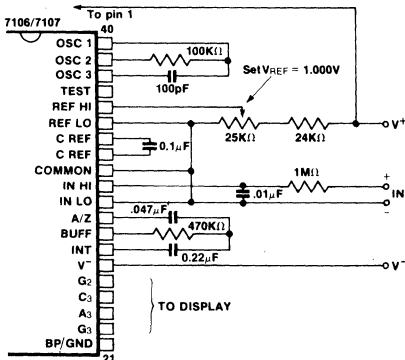 7106/7107
40
To pin 1
OSC 1
100KΩ
OSC 2
Set VREF = 1.000V
OSC 3
100pF
TEST
REF HI
REF LO
V+
25KΩ
24KΩ
C REF
0.1µF
C REF
1MΩ
COMMON
+
IN HI
.01µF
IN
IN LO
-
A/Z
.047µF
BUFF
470KΩ
INT
0.22µF
V-
V-
G2
C3
TO DISPLAY
A3
G3
BP/GND
21